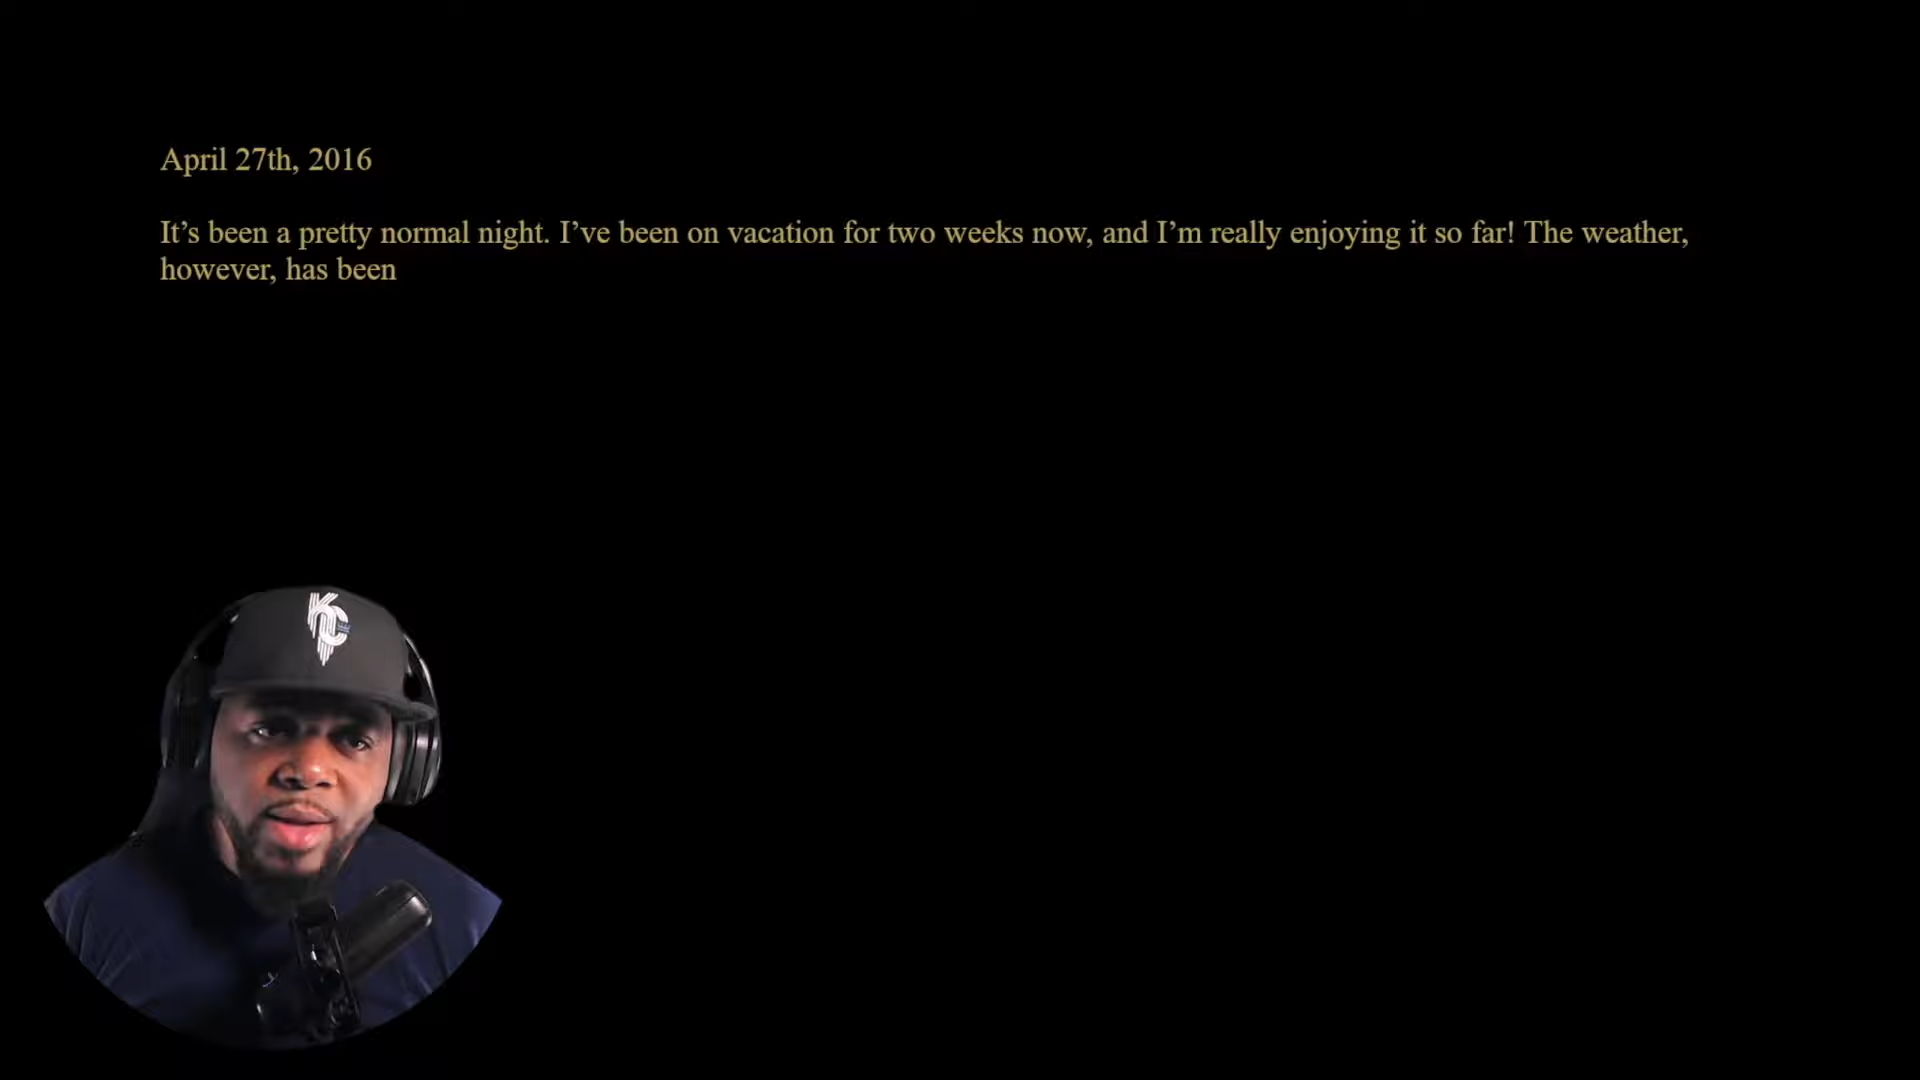 April 27th, 2016
It’s been a pretty normal night. I’ve been on vacation for two weeks now, and I’m really enjoying it so far! The weather,
however, has been
KC